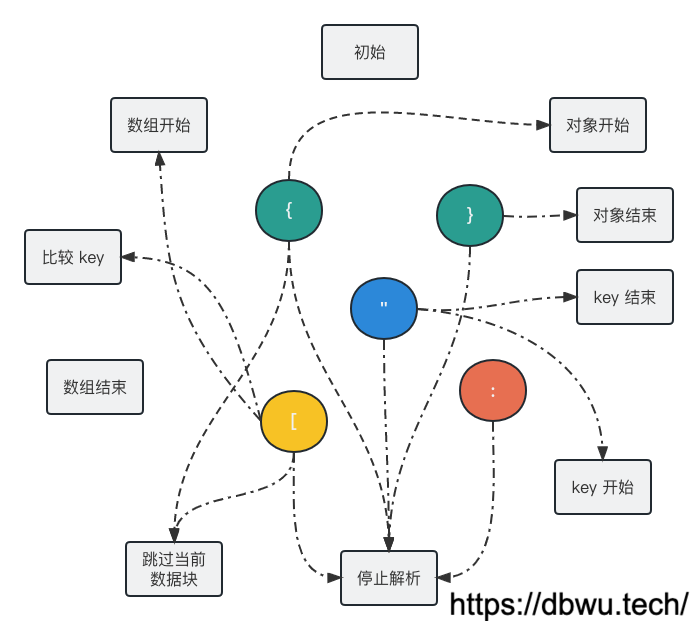 初始
数组开始
对象开始
{
}
对象结束
比较 key
"
key 结束
数组结束
[
:
key 开始
跳过当前
数据块
停止解析
https://dbwu.tech/